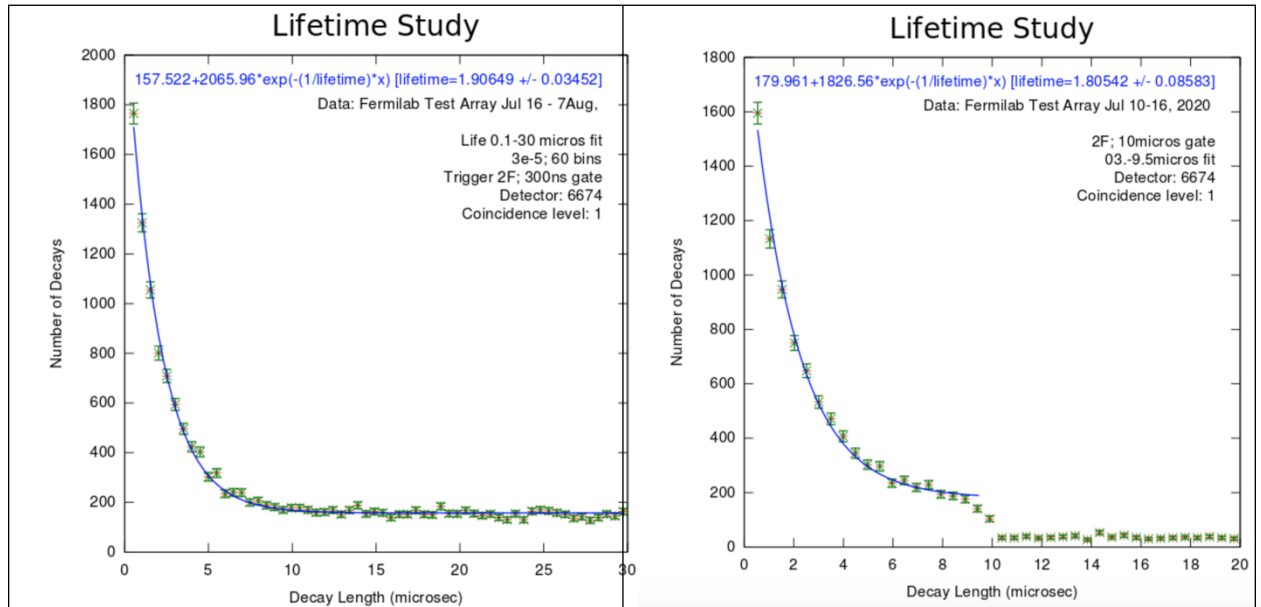 Lifetime Study
157.522+2065.96*exp(-(1/lifetime)*x) [lifetime=1.90649 +/- 0.03452]
Data: Fermilab Test Array Jul 16 - 7Aug,
Life 0.1-30 micros fit
3e-5; 60 bins
Trigger 2F; 300ns gate
Detector: 6674
Coincidence level: 1
Number of Decays
2000
1800
1600
1400
1200
1000
800
600
400
200
0
0 5 10 15 20 25 30
Decay Length (microsec)
Lifetime Study
179.961+1826.56*exp(-(1/lifetime)*x) [lifetime=1.80542 +/- 0.08583]
Data: Fermilab Test Array Jul 10-16, 2020
2F; 10micros gate
03.-9.5micros fit
Detector: 6674
Coincidence level: 1
Number of Decays
1800
1600
1400
1200
1000
800
600
400
200
0
0 2 4 6 8 10 12 14 16 18 20
Decay Length (microsec)